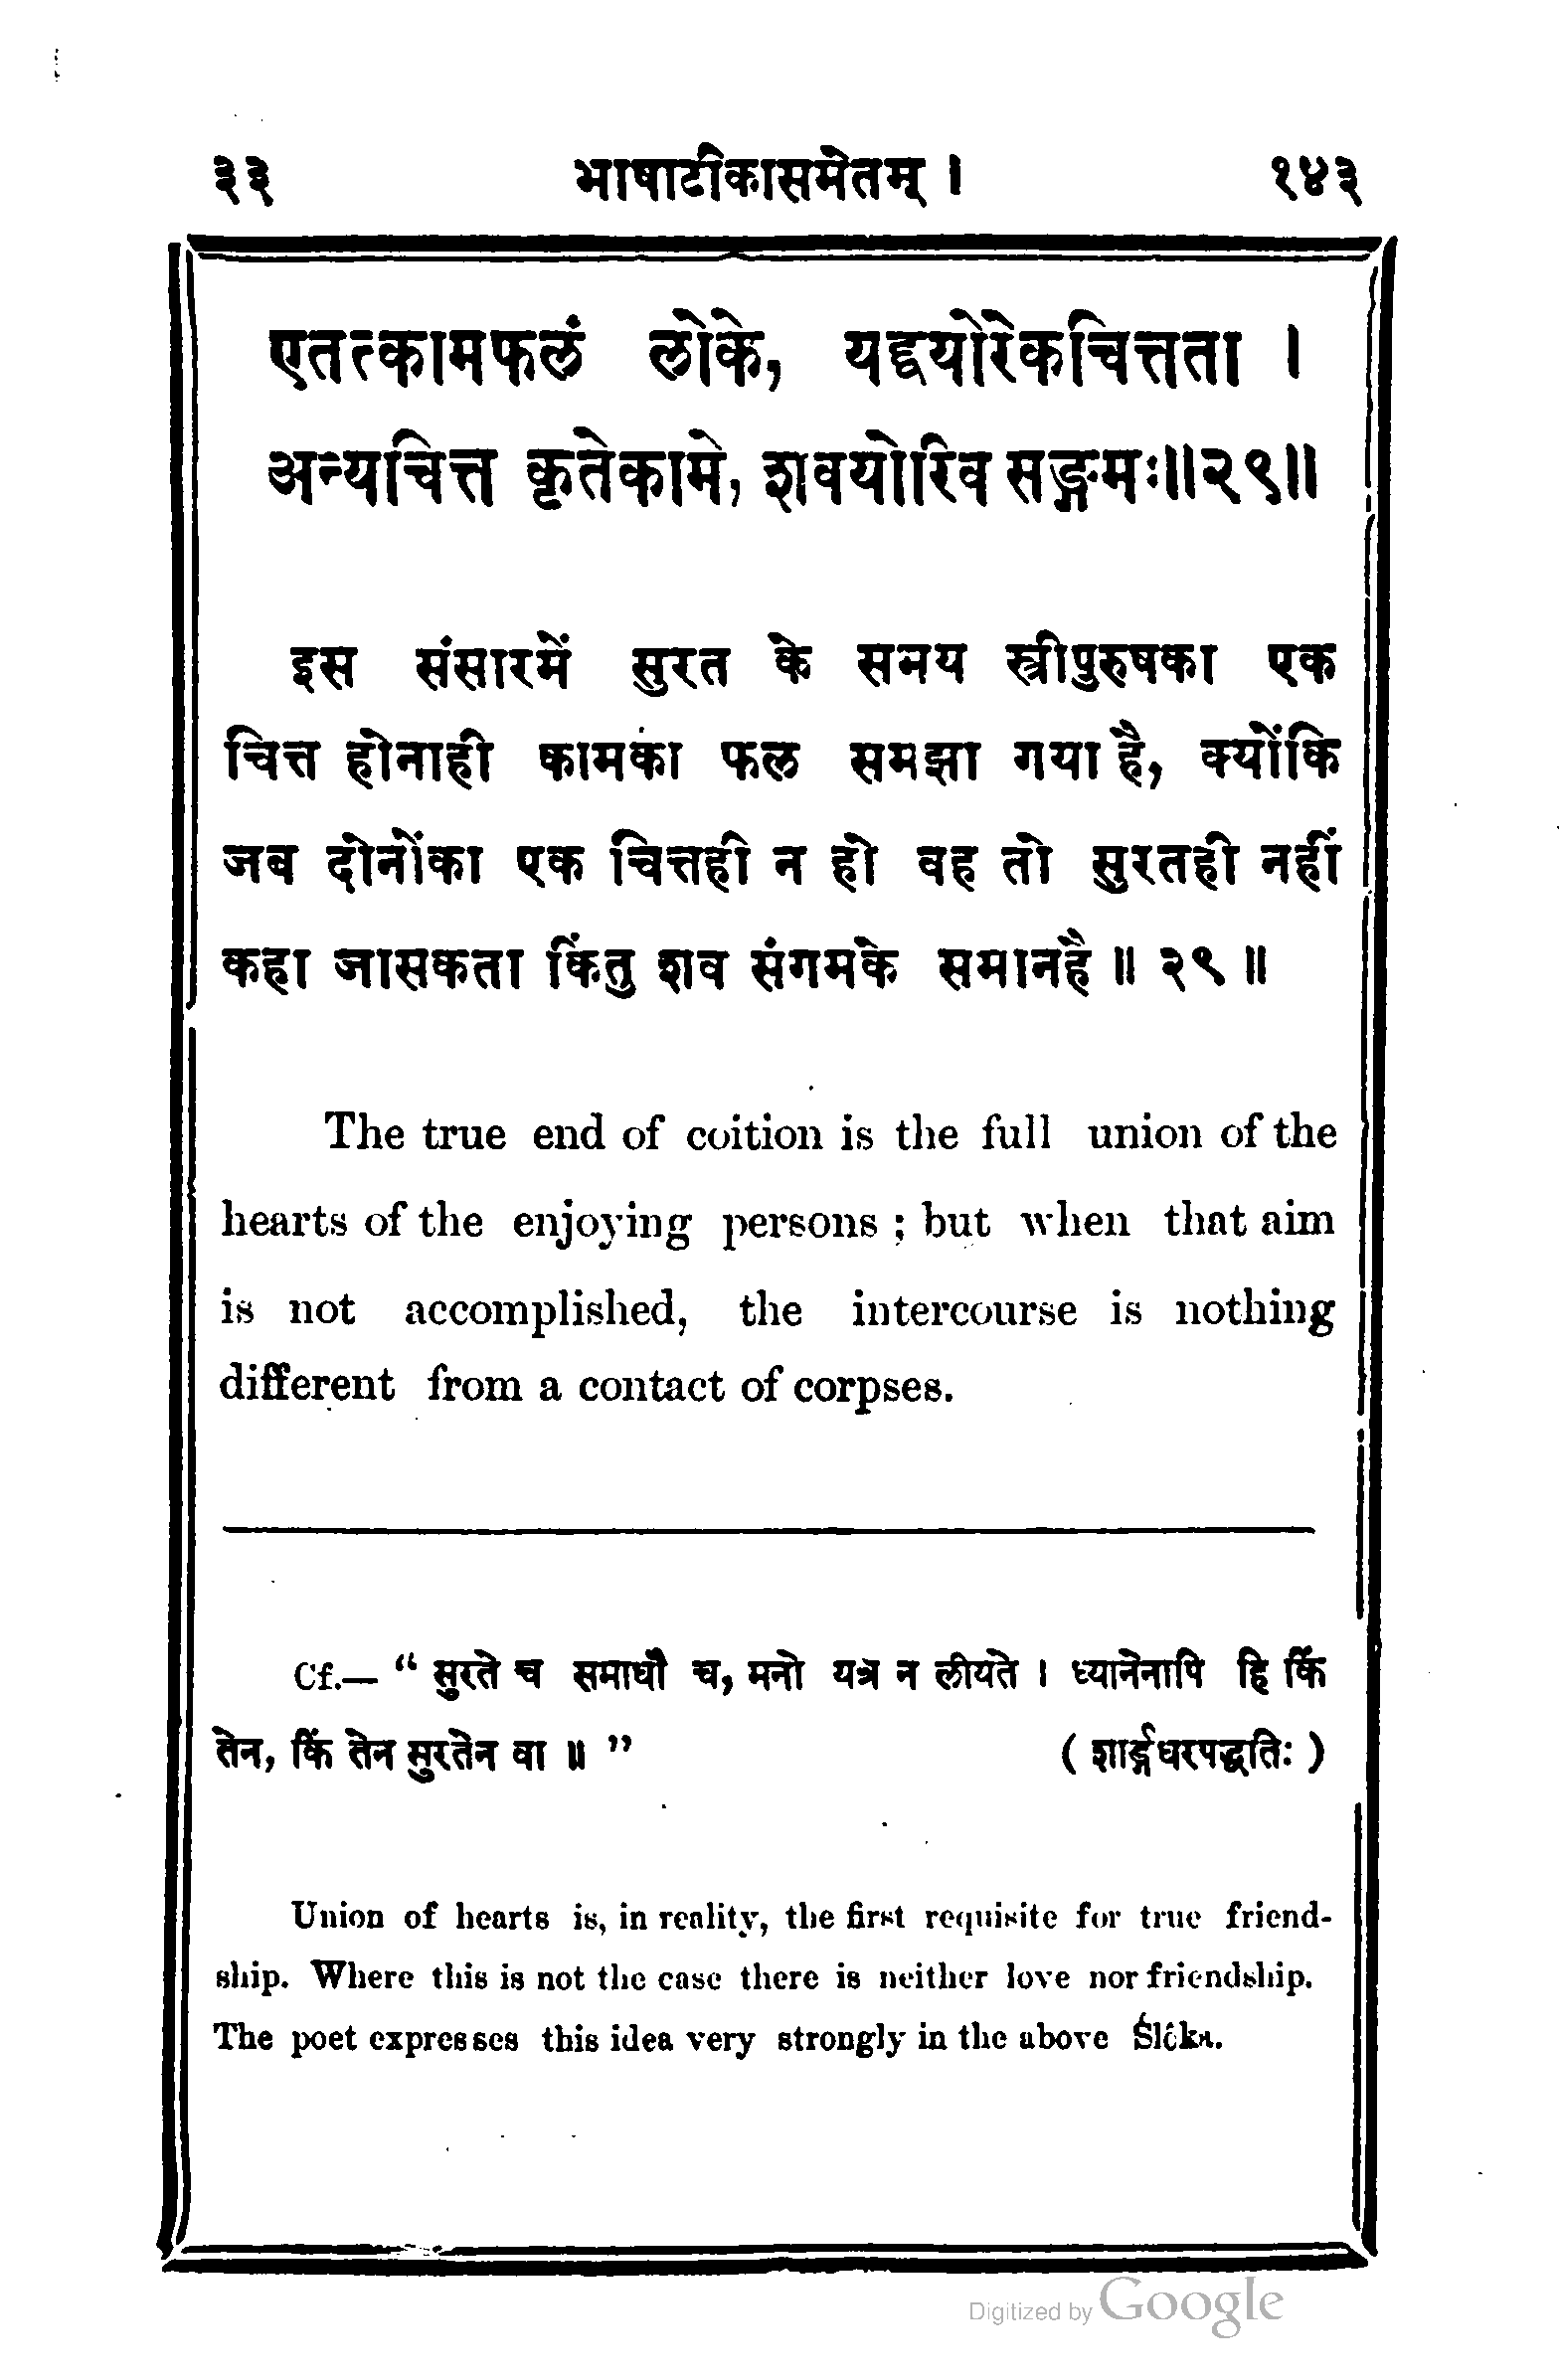 ३३ भाषाटीकासमेतम् । १४३
एतत्कामफलं लोके, यद्द्वयोरेकचित्तता ।
अन्यचित्त कृतेकामे, शवयोरिव सङ्गमः॥२९॥
इस संसारमें सुरत के समय स्त्रीपुरुषका एक
चित्त होनाही कामका फल समझा गया है, क्योंकि
जब दोनोंका एक चित्तही न हो वह तो सुरतही नहीं
कहा जासकता किंतु शव संगमके समानहै ॥ २९ ॥
The true end of coition is the full union of the
hearts of the enjoying persons ; but when that aim
is not accomplished, the intercourse is nothing
different from a contact of corpses.
Cf.— “ सुरते च समाधौ च, मनो यत्र न लीयते । ध्यानेनापि हि किं
तेन, किं तेन सुरतेन वा ॥ ” ( शार्ङ्गधरपद्धतिः )
Union of hearts is, in reality, the first requisite for true friend-
ship. Where this is not the case there is neither love nor friendship.
The poet expresses this idea very strongly in the above Ślôka.
Digitized by Google